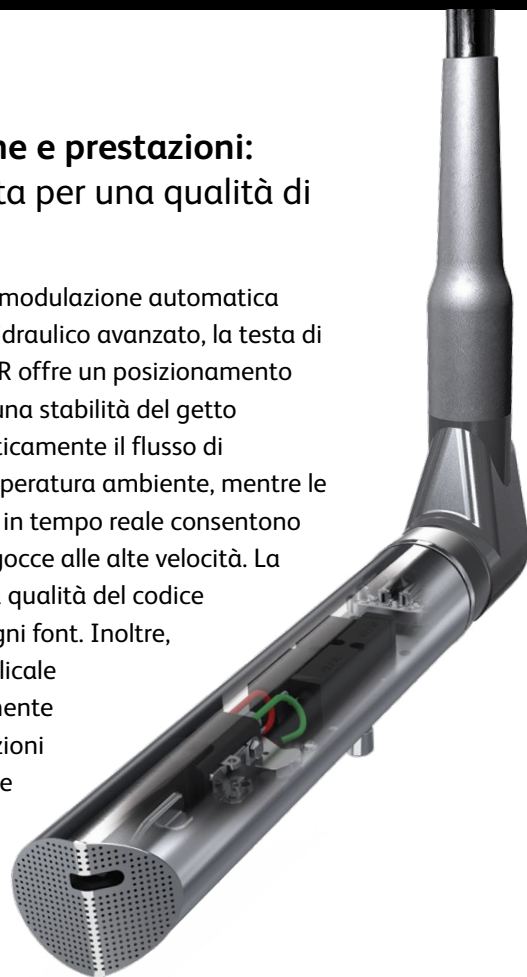 ne e prestazioni:
ta per una qualità di
modulazione automatica
draulico avanzato, la testa di
R offre un posizionamento
una stabilità del getto
ticamente il flusso di
peratura ambiente, mentre le
in tempo reale consentono
gocce alle alte velocità. La
qualità del codice
gni font. Inoltre,
licale
nente
zioni
e